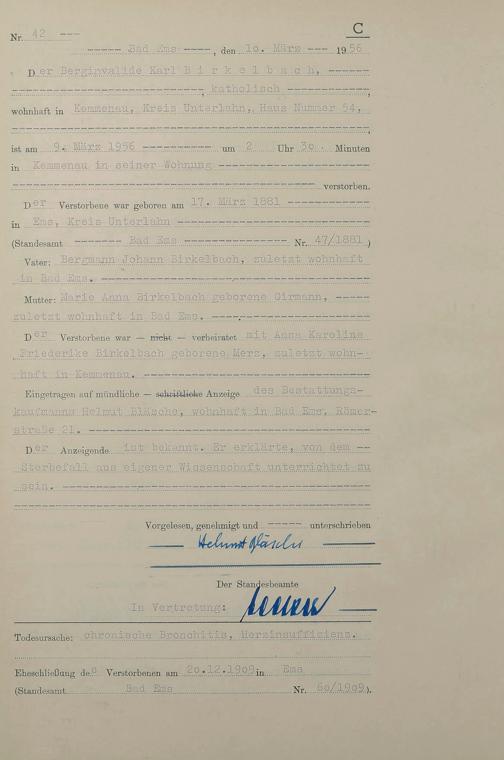 C
Nr. 42 ---
----- Bad Ems ----, den 10. März --- 1956
Der Berginvalide Karl B i r k e l b a c h, ------
---------------------------, katholisch ------------,
wohnhaft in Kemmenau, Kreis Unterlahn, Haus Nummer 54,
--------------------------------------------------,
ist am 9. März 1956 ---------- um 2 Uhr 30 Minuten
in Kemmenau in seiner Wohnung ----------------------
------------------------------------------- verstorben.
Der Verstorbene war geboren am 17. März 1881 ------------
in Ems, Kreis Unterlahn ----------------------------
(Standesamt ------- Bad Ems --------------- Nr. 47/1881)
Vater: Bergmann Johann Birkelbach, zuletzt wohnhaft
in Bad Ems. ---------------------------------------
Mutter: Marie Anna Birkelbach geborene Girmann, -----
zuletzt wohnhaft in Bad Ems. -----------------------
Der Verstorbene war — nicht — verheiratet mit Anna Karoline
Friederike Birkelbach geborene Merz, zuletzt wohn-
haft in Kemmenau. ---------------------------------
Eingetragen auf mündliche — schriftliche Anzeige des Bestattungs-
kaufmanns Helmut Bläsche, wohnhaft in Bad Ems, Römer-
straße 21. ----------------------------------------
Der Anzeigende ist bekannt. Er erklärte, von dem --
Sterbefall aus eigener Wissenschaft unterrichtet zu
sein. ---------------------------------------------
--------------------------------------------------
Vorgelesen, genehmigt und ----- unterschrieben
Helmut Bläsche
Der Standesbeamte
In Vertretung:
Todesursache: chronische Bronchitis, Herzinsuffizienz.
Eheschließung des Verstorbenen am 20.12.1909 in Ems
(Standesamt Bad Ems Nr. 60/1909).